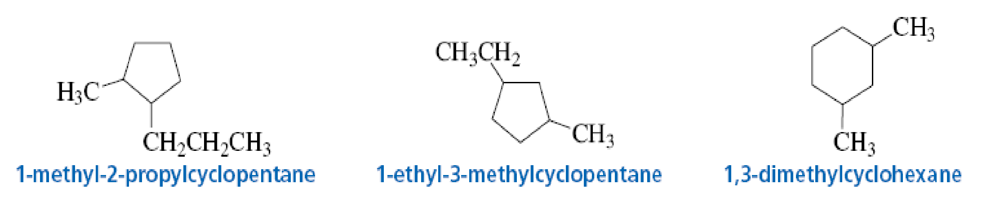 H₃C
CH₂CH₂CH₃
1-methyl-2-propylcyclopentane
CH₃CH₂
CH₃
1-ethyl-3-methylcyclopentane
CH₃
CH₃
1,3-dimethylcyclohexane